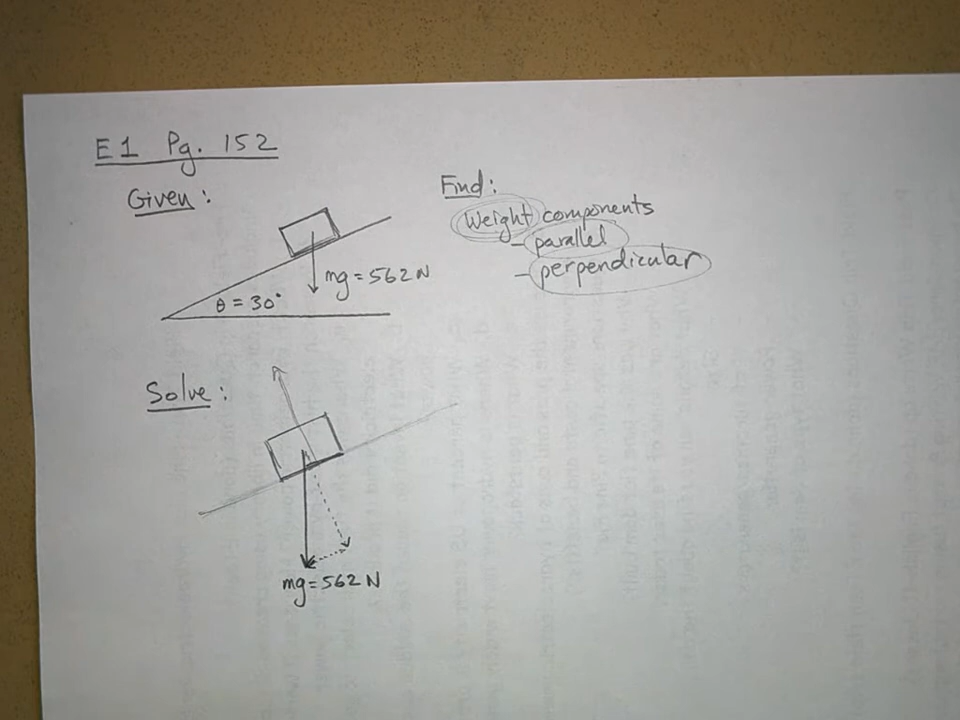 E1 Pg. 152
Given :
Find :
Weight components
- parallel
- perpendicular
mg = 562 N
θ = 30°
Solve :
mg = 562 N